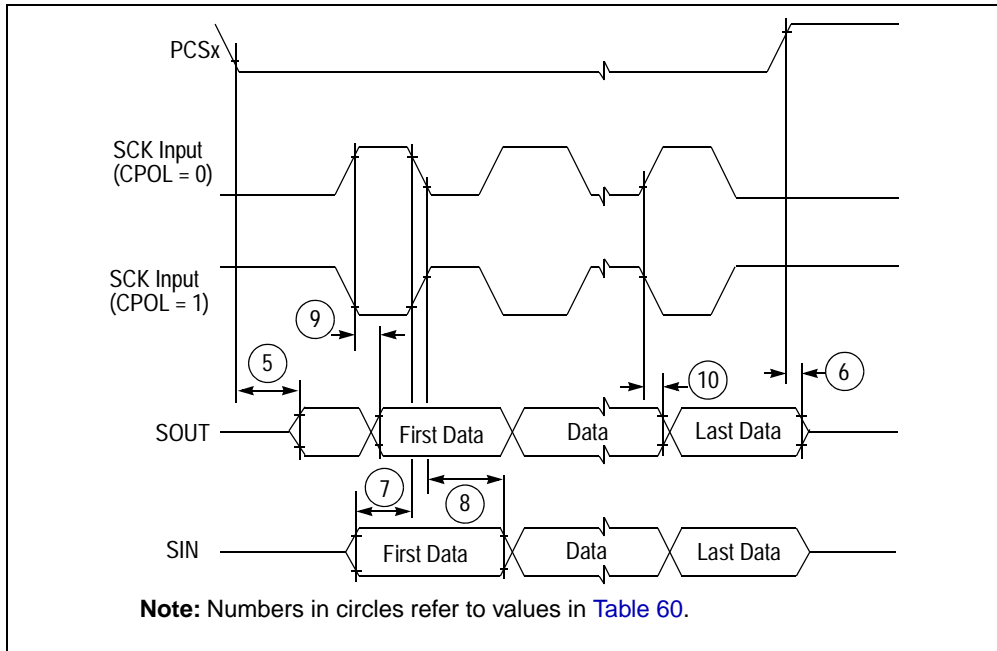 PCSx
SCK Input
(CPOL = 0)
SCK Input
(CPOL = 1)
9
5
10
6
SOUT
First Data
Data
Last Data
7
8
SIN
First Data
Data
Last Data
Note: Numbers in circles refer to values in Table 60.